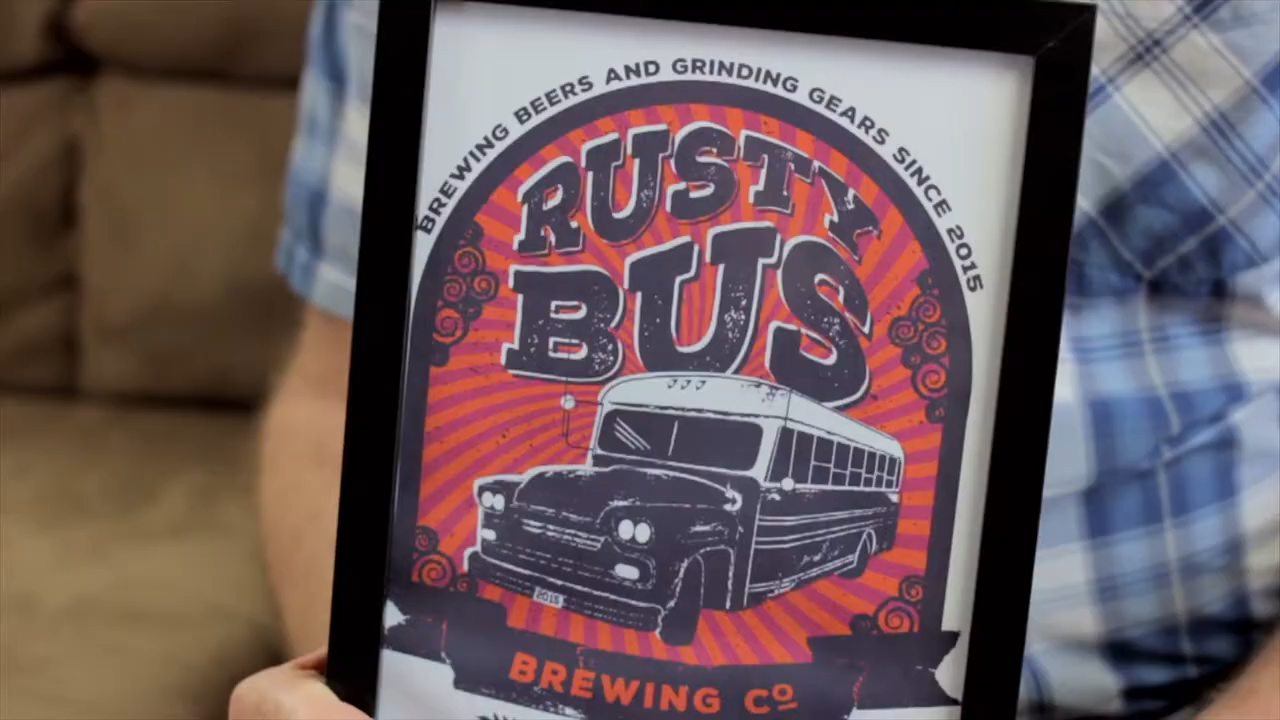 BREWING BEERS AND GRINDING GEARS SINCE 2015
RUSTY
BUS
2015
BREWING Cº